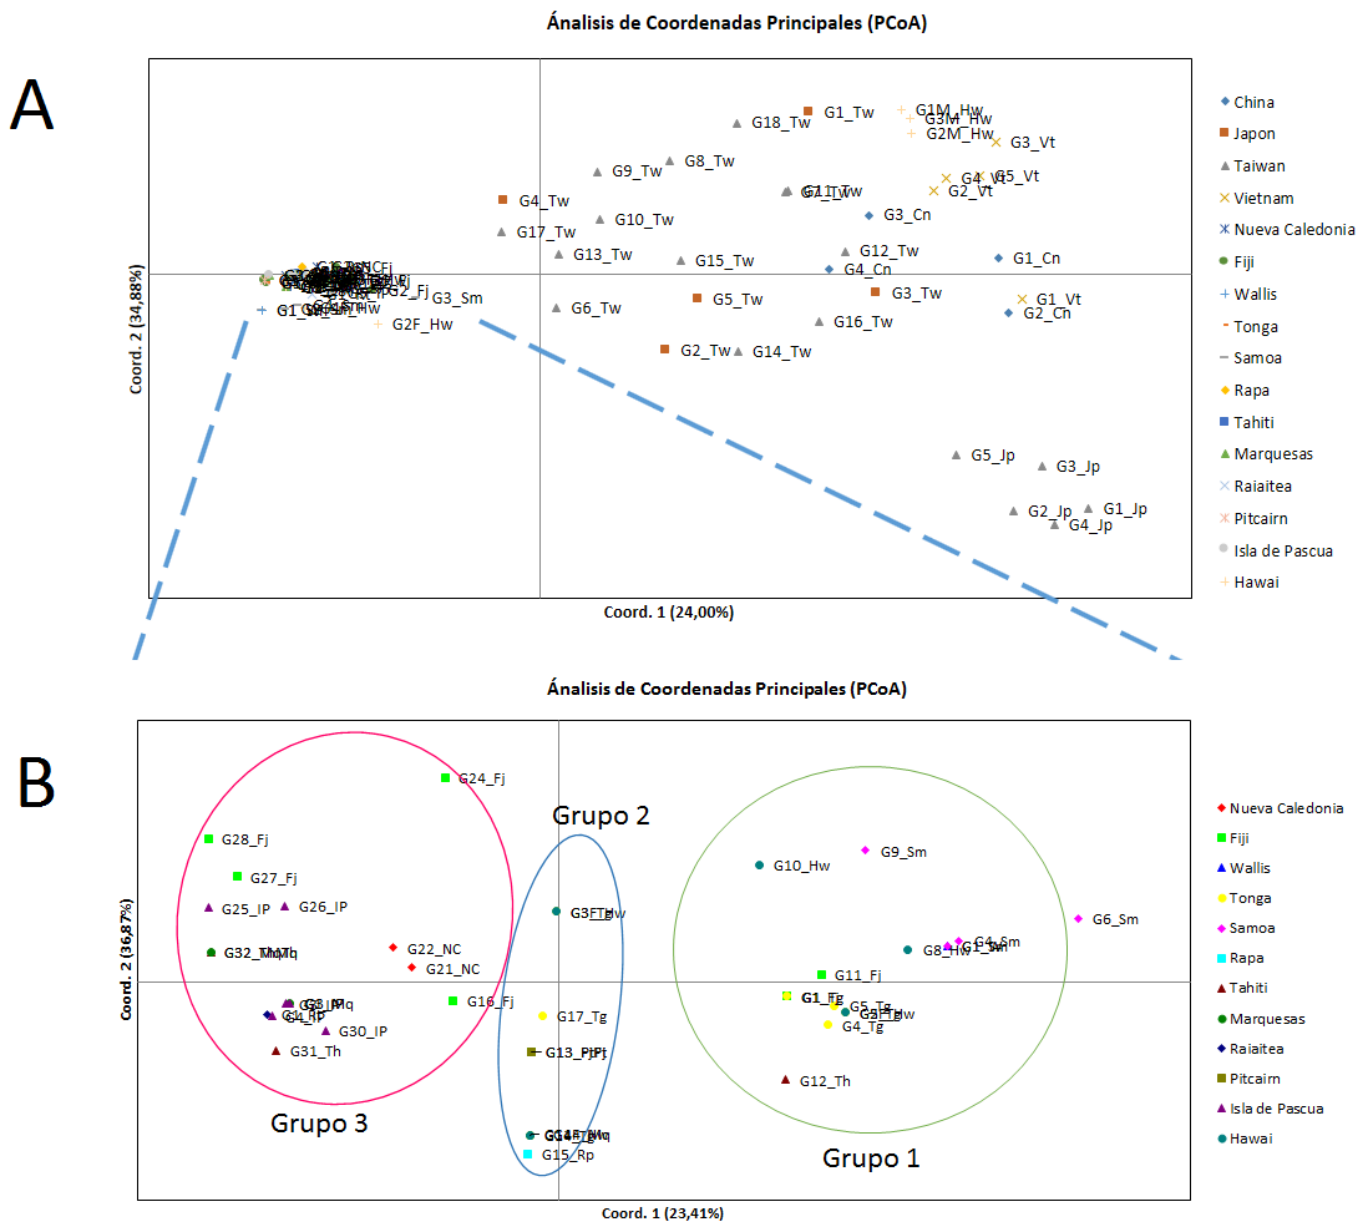 Ánalisis de Coordenadas Principales (PCoA)
A
Coord. 2 (34,88%)
Coord. 1 (24,00%)
G18_Tw
G1_Tw
G1M_Hw
G3M_Hw
G2M_Hw
G3_Vt
G8_Tw
G9_Tw
G4_Vt
G5_Vt
G2_Vt
G11_Tw
G4_Tw
G10_Tw
G3_Cn
G17_Tw
G13_Tw
G15_Tw
G12_Tw
G1_Cn
G4_Cn
G2_Fj
G3_Sm
G5_Tw
G3_Tw
G1_Vt
G6_Tw
G16_Tw
G2_Cn
G2F_Hw
G2_Tw
G14_Tw
G5_Jp
G3_Jp
G2_Jp
G1_Jp
G4_Jp
China
Japon
Taiwan
Vietnam
Nueva Caledonia
Fiji
Wallis
Tonga
Samoa
Rapa
Tahiti
Marquesas
Raiaitea
Pitcairn
Isla de Pascua
Hawai
Ánalisis de Coordenadas Principales (PCoA)
B
Coord. 2 (36,87%)
Coord. 1 (23,41%)
G24_Fj
Grupo 2
G28_Fj
G9_Sm
G10_Hw
G27_Fj
G25_IP
G26_IP
G6_Sm
G22_NC
G4_Sm
G8_Hw
G21_NC
G11_Fj
G16_Fj
G5_Tg
G17_Tg
G4_Tg
G30_IP
G31_Th
G12_Th
G15_Rp
Grupo 3
Grupo 1
Nueva Caledonia
Fiji
Wallis
Tonga
Samoa
Rapa
Tahiti
Marquesas
Raiaitea
Pitcairn
Isla de Pascua
Hawai